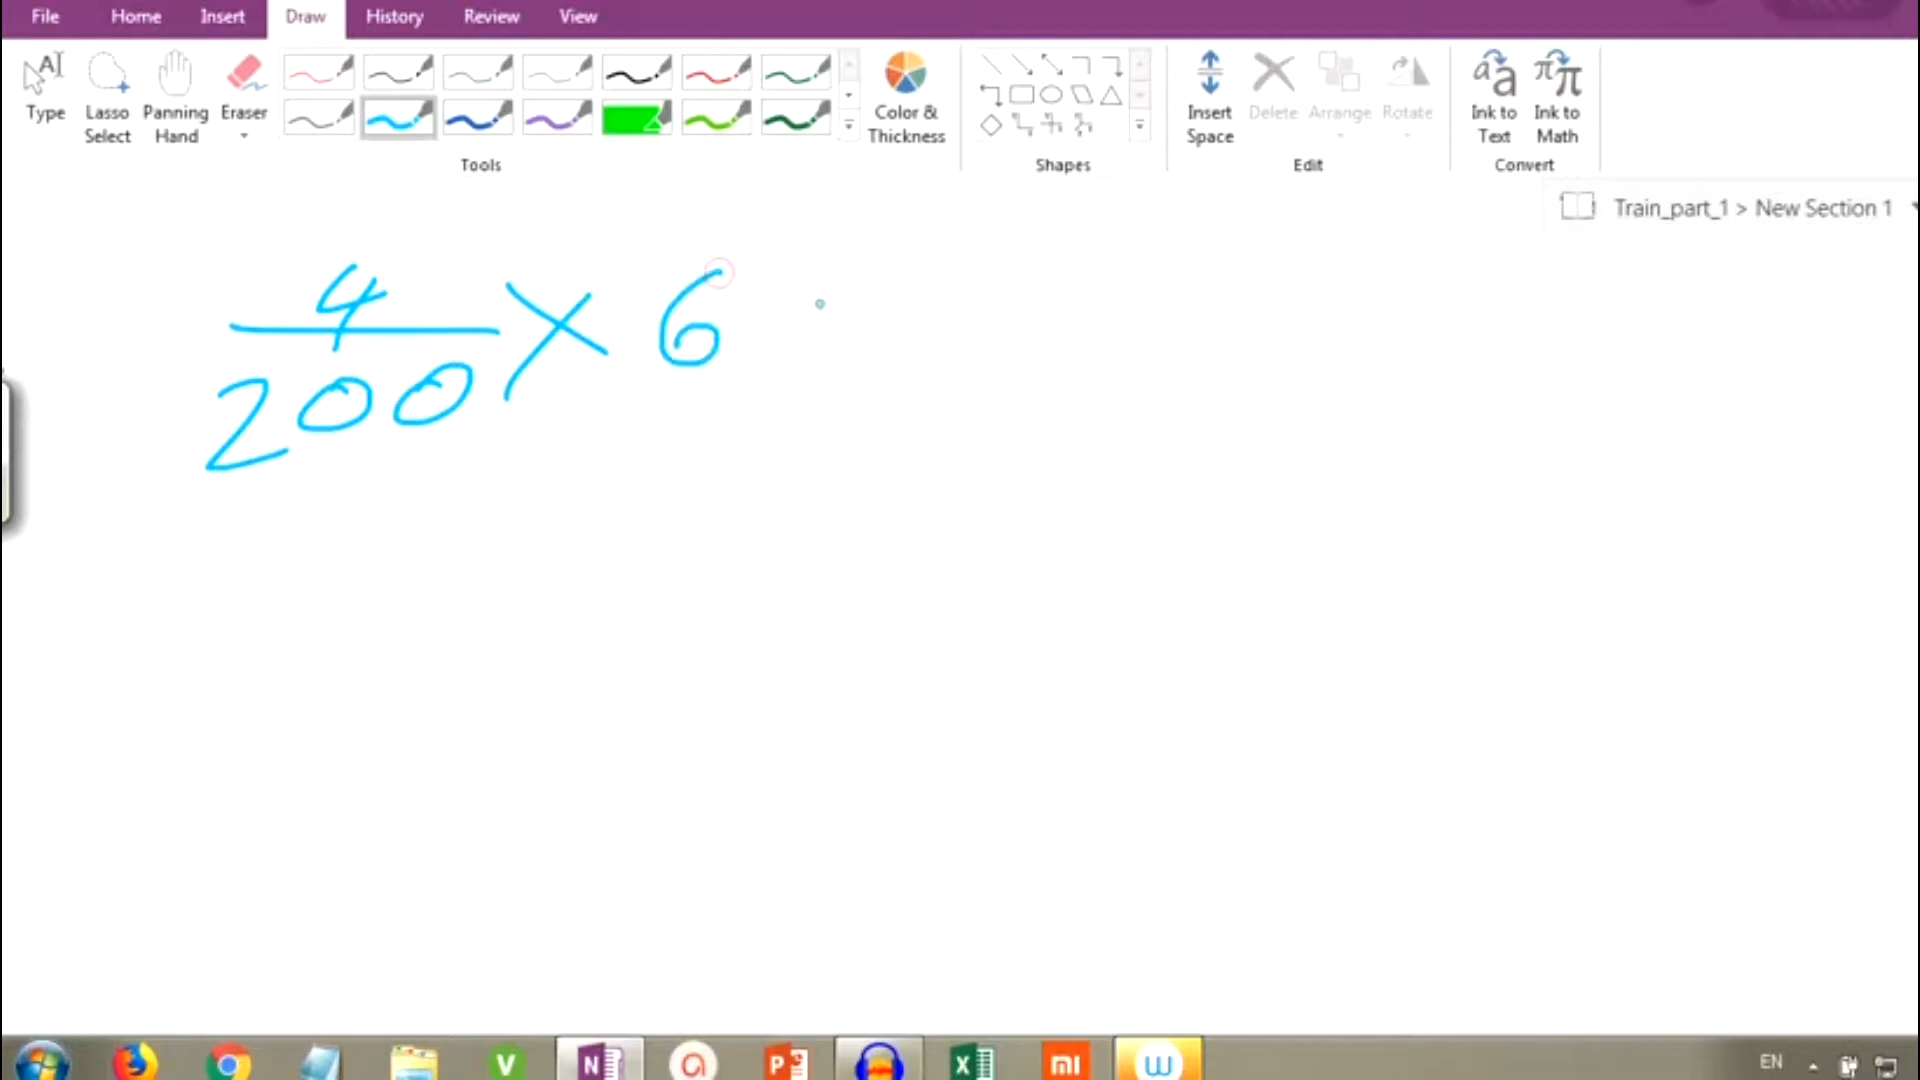 File Home Insert Draw History Review View
Type
Lasso Select
Panning Hand
Eraser
Color & Thickness
Insert Space
Delete
Arrange
Rotate
Ink to Text
Ink to Math
Tools
Shapes
Edit
Convert
Train_part_1 > New Section 1
4
× 6
200
EN